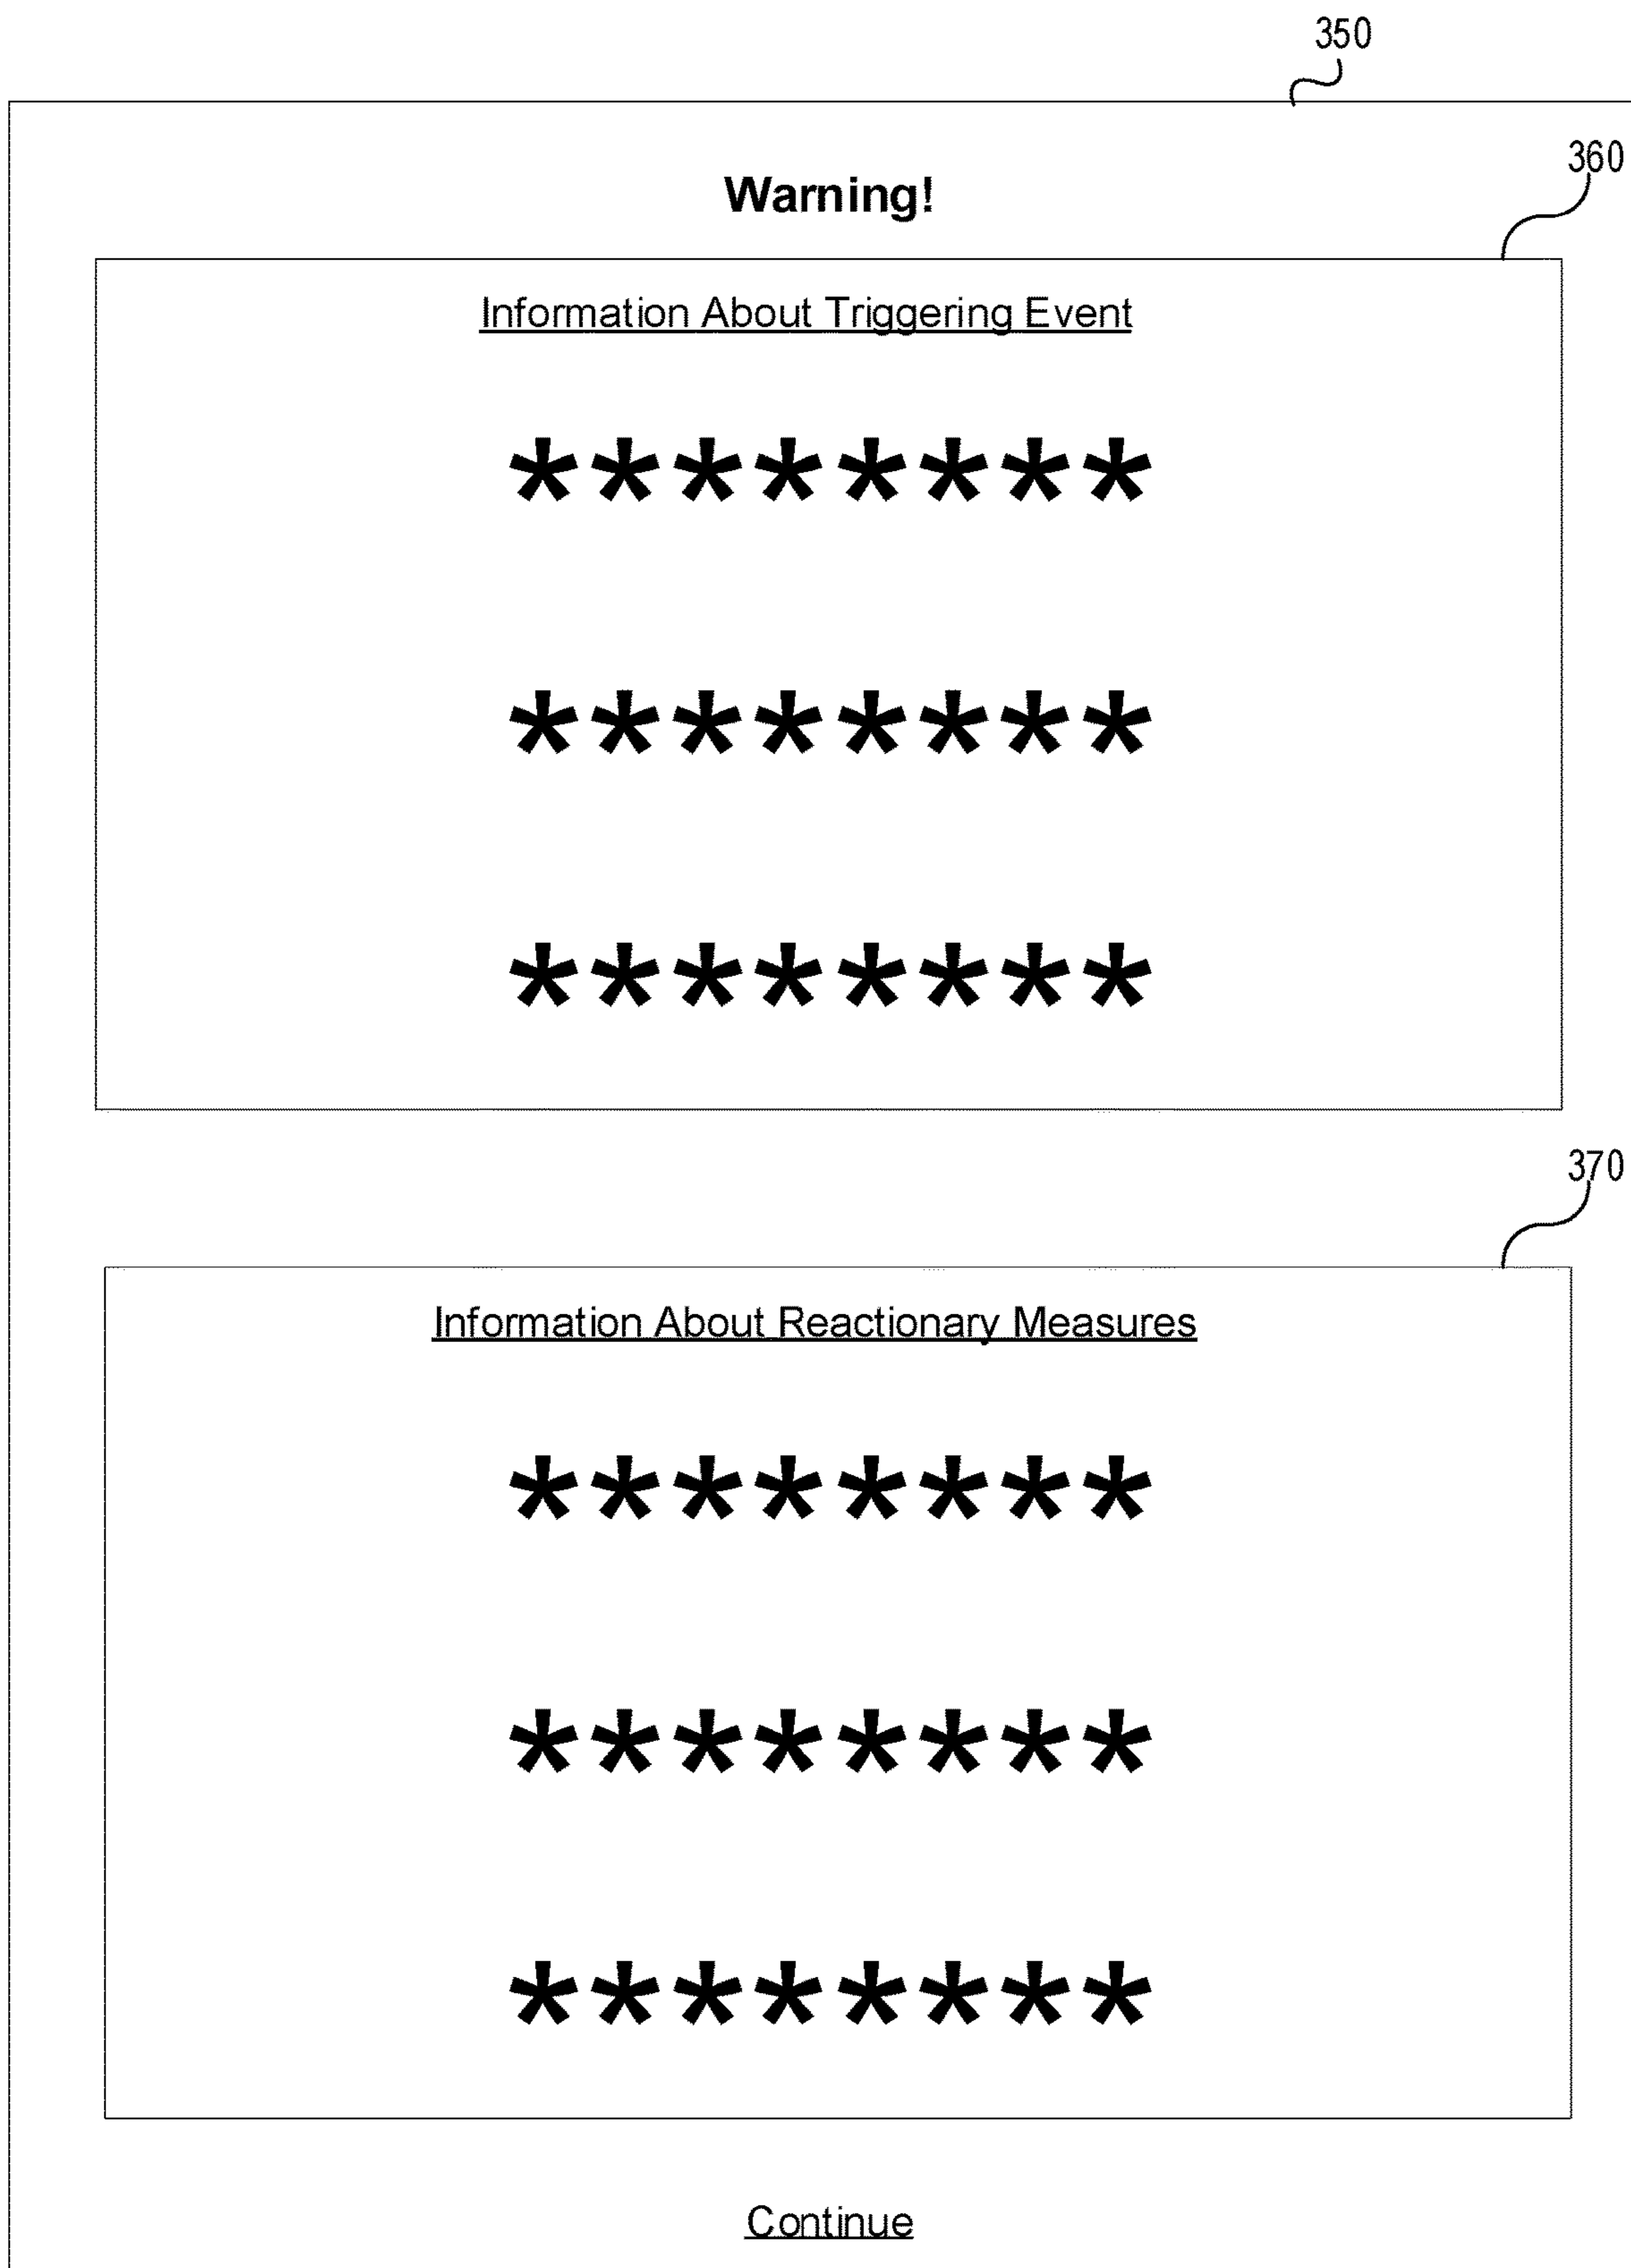 350
360
Warning!
Information About Triggering Event
********
********
********
370
Information About Reactionary Measures
********
********
********
Continue